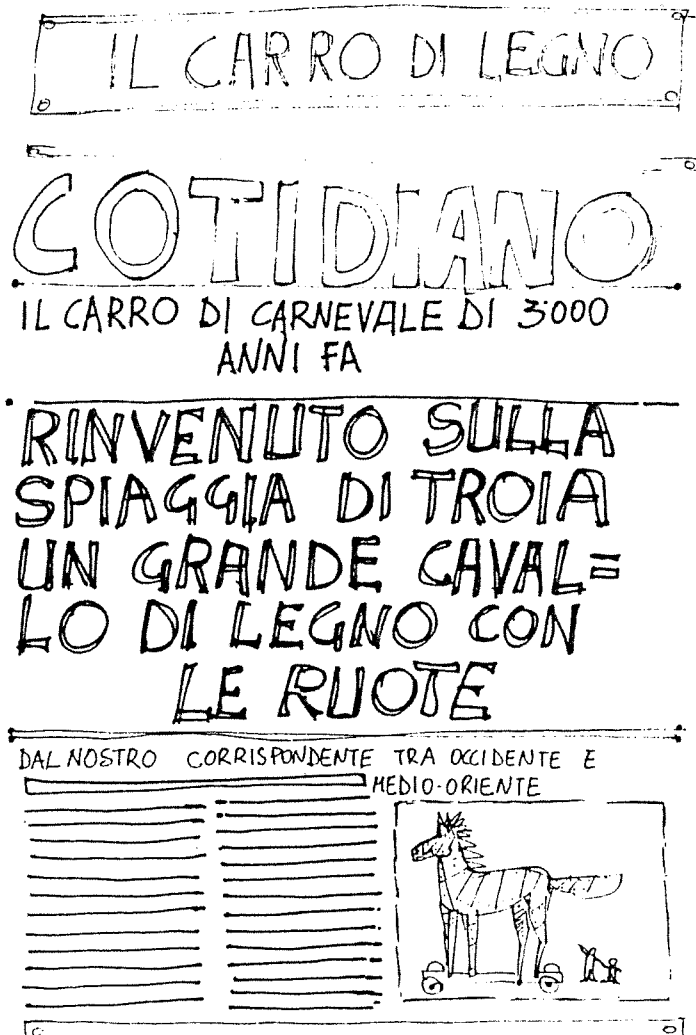 IL CARRO DI LEGNO
COTIDIANO
IL CARRO DI CARNEVALE DI 3000
ANNI FA
RINVENUTO SULLA
SPIAGGIA DI TROIA
UN GRANDE CAVAL=
LO DI LEGNO CON
LE RUOTE
DAL NOSTRO CORRISPONDENTE TRA OCCIDENTE E
MEDIO-ORIENTE